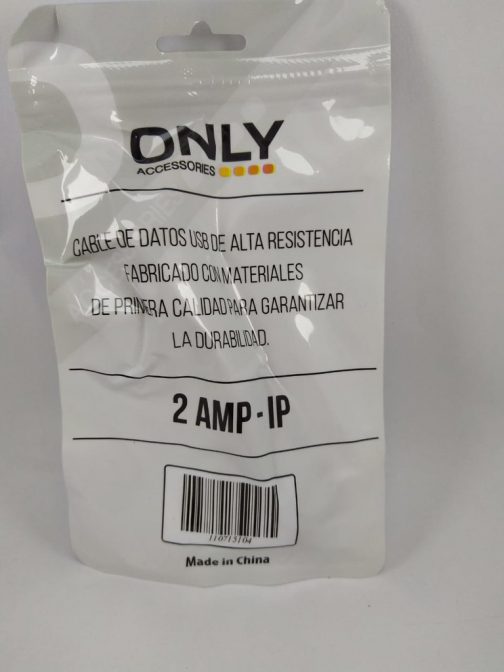 ONLY
ACCESSORIES
CABLE DE DATOS USB DE ALTA RESISTENCIA
FABRICADO CON MATERIALES
DE PRIMERA CALIDAD PARA GARANTIZAR
LA DURABILIDAD.
2 AMP - IP
110715104
Made in China